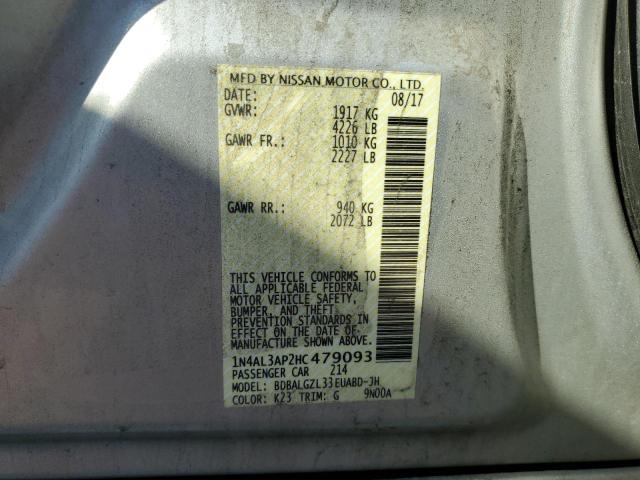 MFD BY NISSAN MOTOR CO., LTD.
DATE: 08/17
GVWR: 1917 KG
4226 LB
GAWR FR.: 1010 KG
2227 LB
GAWR RR.: 940 KG
2072 LB
THIS VEHICLE CONFORMS TO
ALL APPLICABLE FEDERAL
MOTOR VEHICLE SAFETY,
BUMPER, AND THEFT
PREVENTION STANDARDS IN
EFFECT ON THE DATE OF
MANUFACTURE SHOWN ABOVE.
1N4AL3AP2HC479093
PASSENGER CAR 214
MODEL: BDBALGZL33EUABD-JH
COLOR: K23 TRIM: G 9N00A